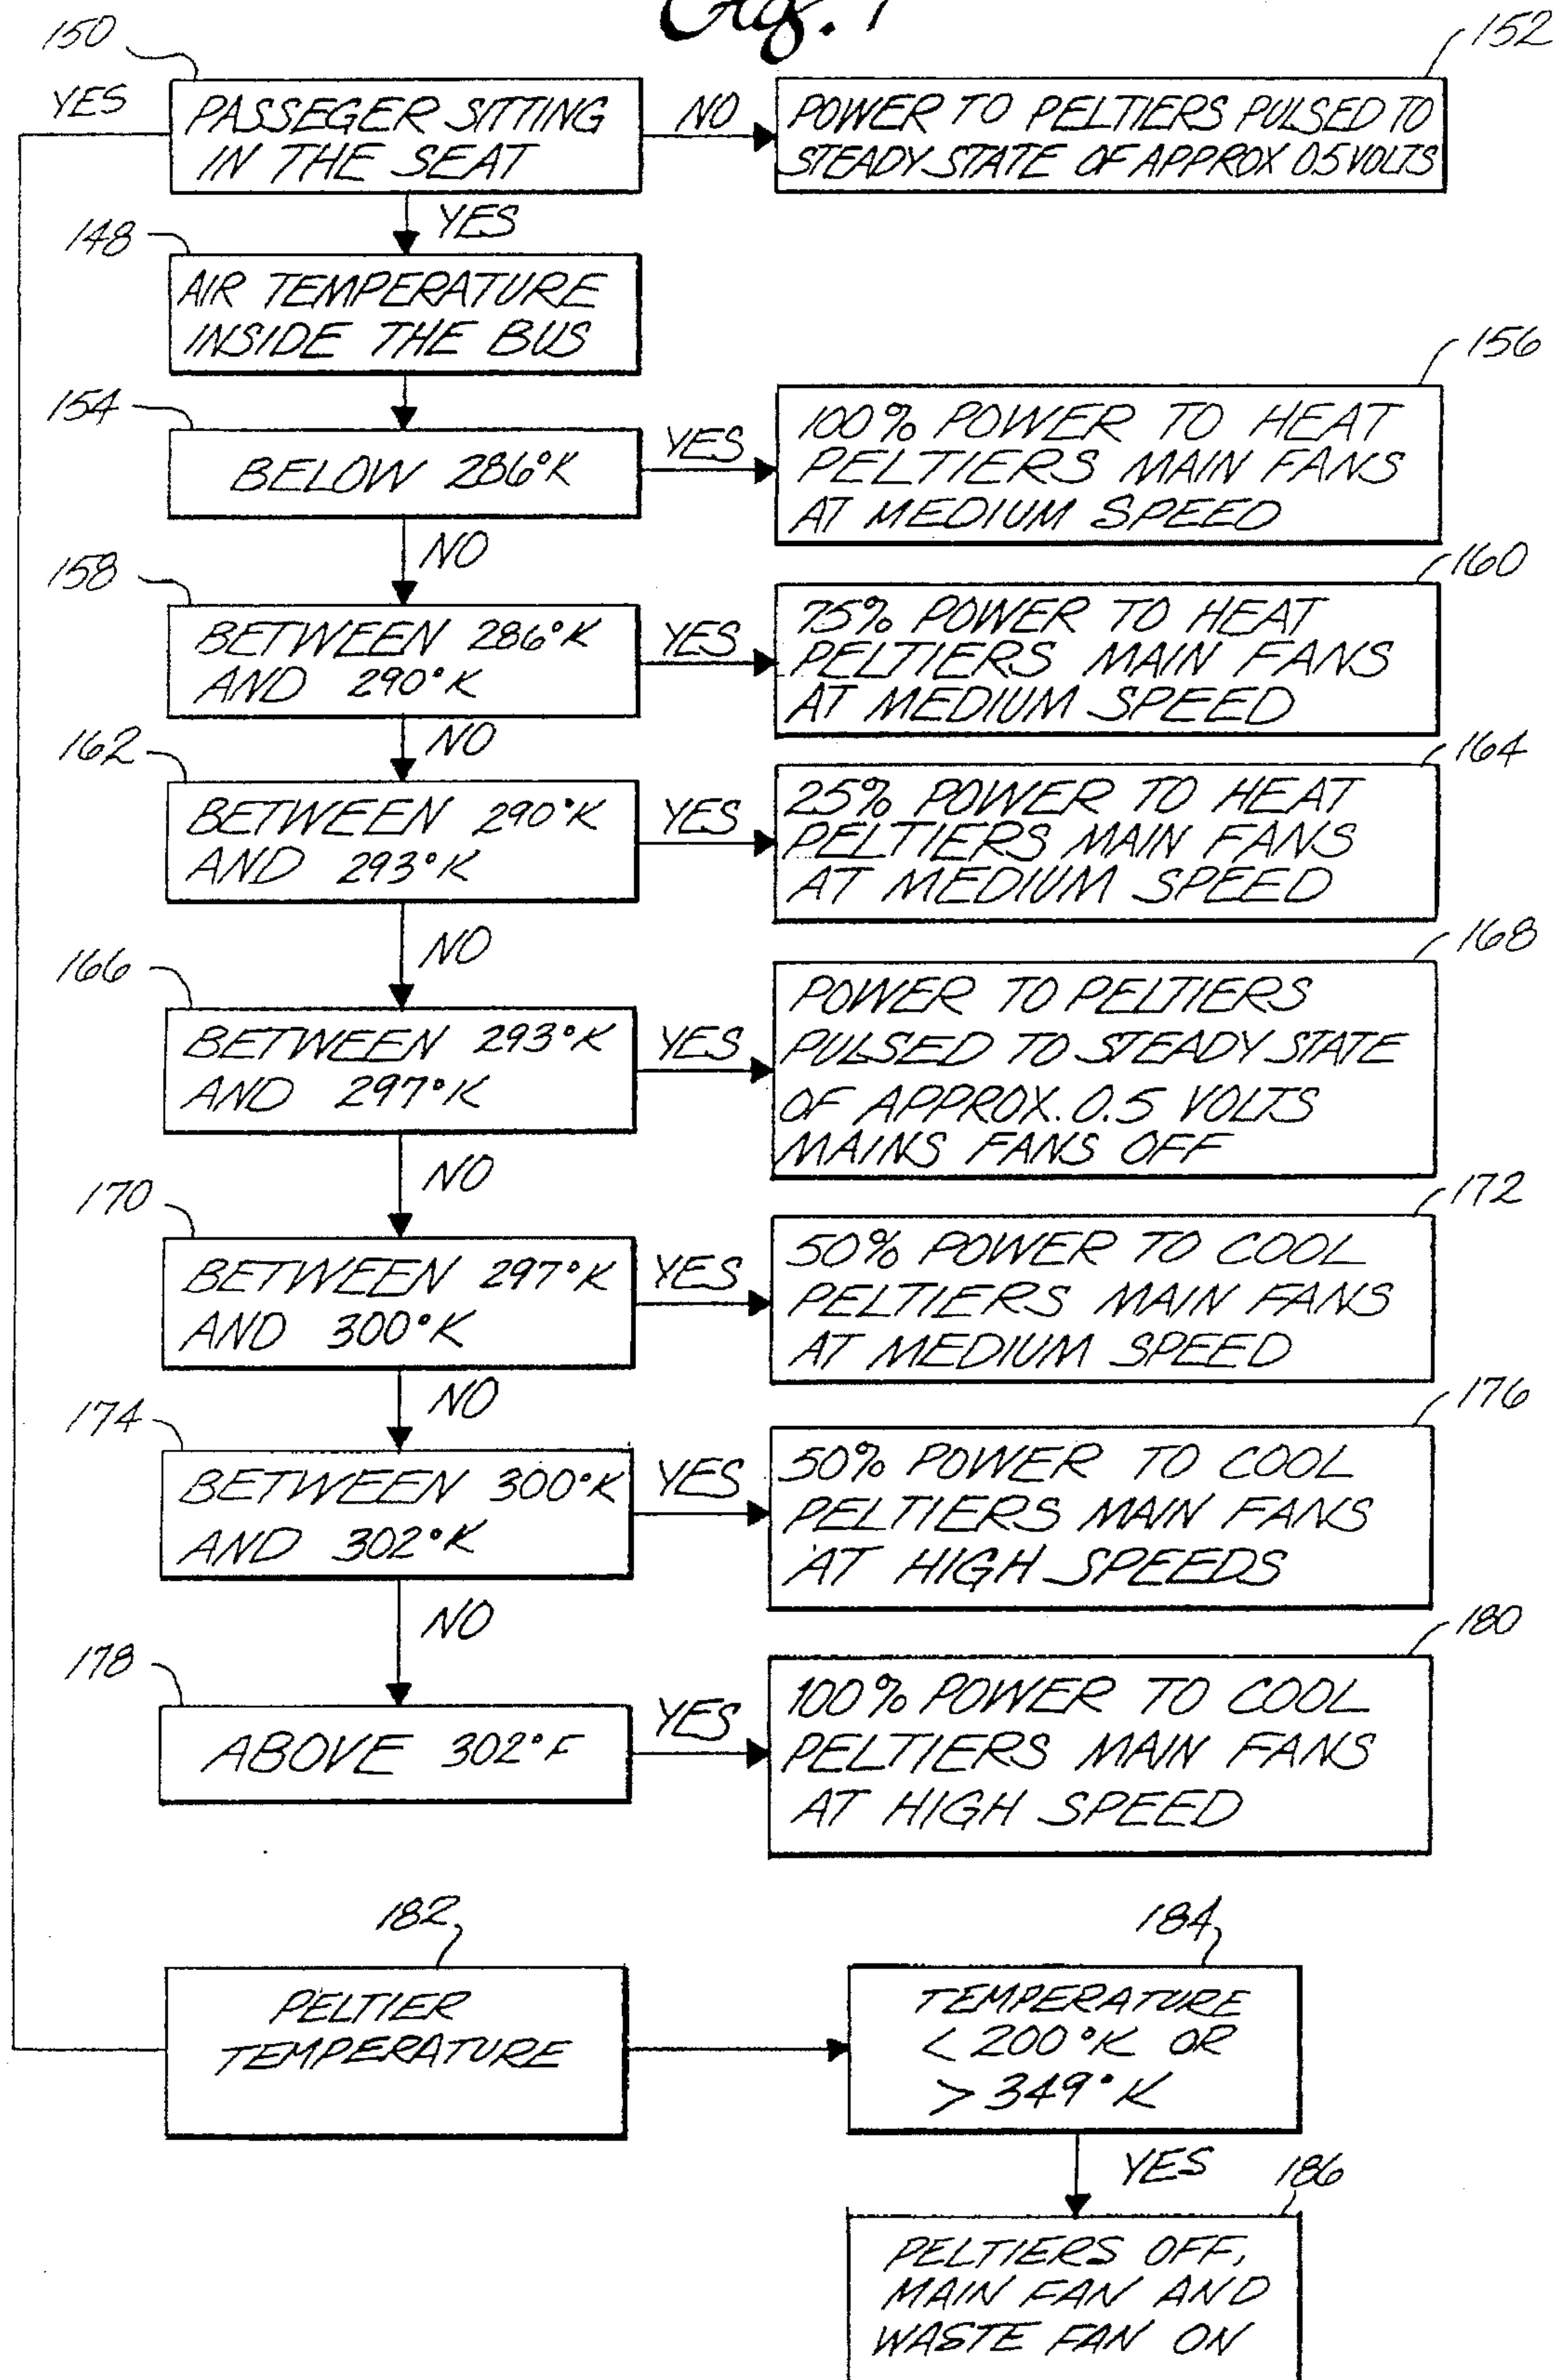 Fig. 7
150
152
YES
PASSEGER SITTING
IN THE SEAT
NO
POWER TO PELTIERS PULSED TO
STEADY STATE OF APPROX 0.5 VOLTS
YES
148
AIR TEMPERATURE
INSIDE THE BUS
154
BELOW 286°K
YES
156
100% POWER TO HEAT
PELTIERS MAIN FANS
AT MEDIUM SPEED
NO
158
BETWEEN 286°K
AND 290°K
YES
160
75% POWER TO HEAT
PELTIERS MAIN FANS
AT MEDIUM SPEED
NO
162
BETWEEN 290°K
AND 293°K
YES
164
25% POWER TO HEAT
PELTIERS MAIN FANS
AT MEDIUM SPEED
NO
166
BETWEEN 293°K
AND 297°K
YES
168
POWER TO PELTIERS
PULSED TO STEADY STATE
OF APPROX. 0.5 VOLTS
MAINS FANS OFF
NO
170
BETWEEN 297°K
AND 300°K
YES
172
50% POWER TO COOL
PELTIERS MAIN FANS
AT MEDIUM SPEED
NO
174
BETWEEN 300°K
AND 302°K
YES
176
50% POWER TO COOL
PELTIERS MAIN FANS
AT HIGH SPEEDS
NO
178
ABOVE 302°F
YES
180
100% POWER TO COOL
PELTIERS MAIN FANS
AT HIGH SPEED
182
PELTIER
TEMPERATURE
184
TEMPERATURE
< 200°K OR
> 349°K
YES
186
PELTIERS OFF,
MAIN FAN AND
WASTE FAN ON